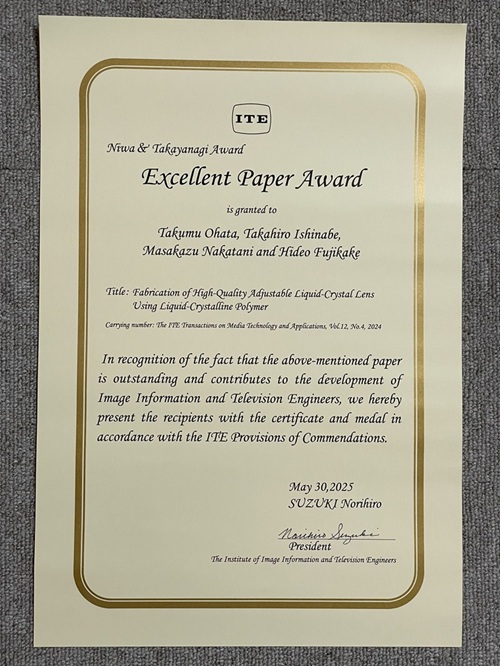 ITE
Niwa & Takayanagi Award
Excellent Paper Award
is granted to
Takumu Ohata, Takahiro Ishinabe,
Masakazu Nakatani and Hideo Fujikake
Title: Fabrication of High-Quality Adjustable Liquid-Crystal Lens
Using Liquid-Crystalline Polymer
Carrying number: The ITE Transactions on Media Technology and Applications, Vol.12, No.4, 2024
In recognition of the fact that the above-mentioned paper
is outstanding and contributes to the development of
Image Information and Television Engineers, we hereby
present the recipients with the certificate and medal in
accordance with the ITE Provisions of Commendations.
May 30,2025
SUZUKI Norihiro
Norihiro Suzuki
President
The Institute of Image Information and Television Engineers